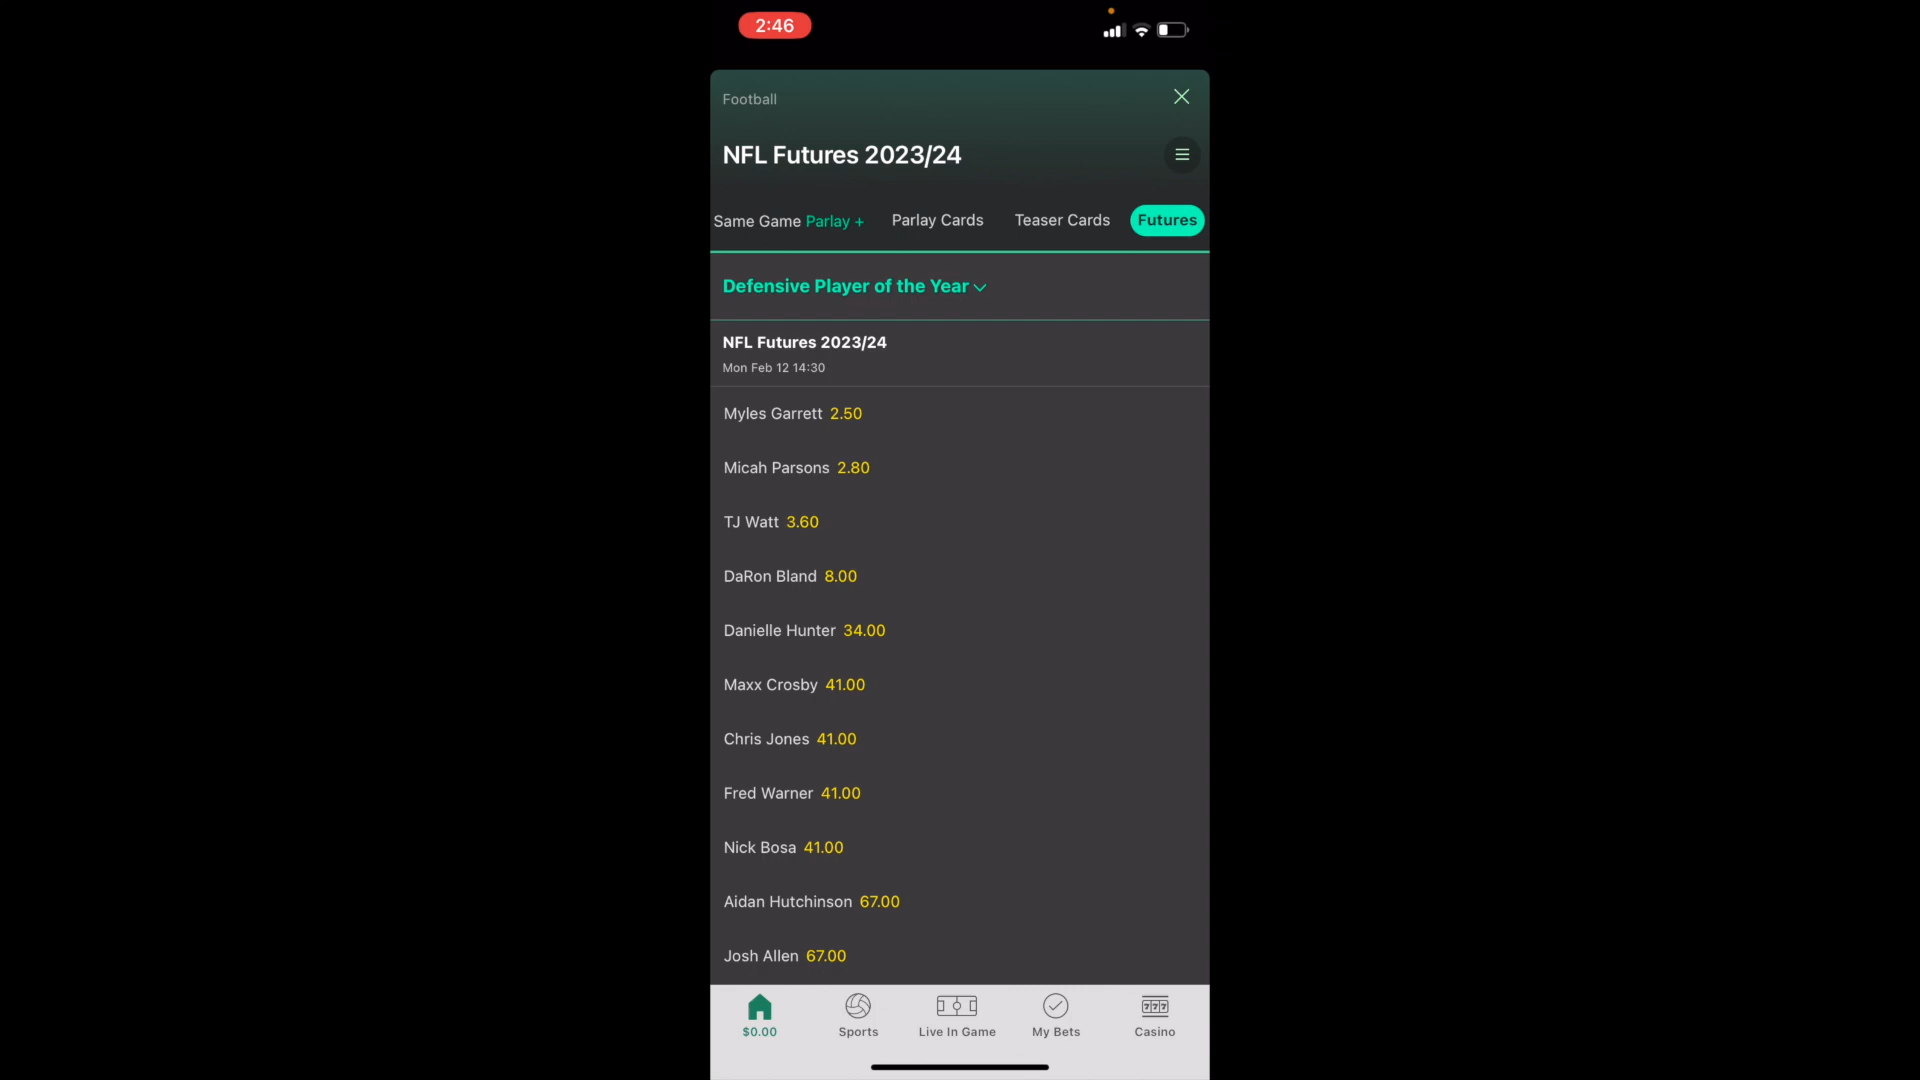 2:46
Football
NFL Futures 2023/24
Same Game Parlay + Parlay Cards Teaser Cards Futures
Defensive Player of the Year
NFL Futures 2023/24
Mon Feb 12 14:30
Myles Garrett 2.50
Micah Parsons 2.80
TJ Watt 3.60
DaRon Bland 8.00
Danielle Hunter 34.00
Maxx Crosby 41.00
Chris Jones 41.00
Fred Warner 41.00
Nick Bosa 41.00
Aidan Hutchinson 67.00
Josh Allen 67.00
777
$0.00 Sports Live In Game My Bets Casino